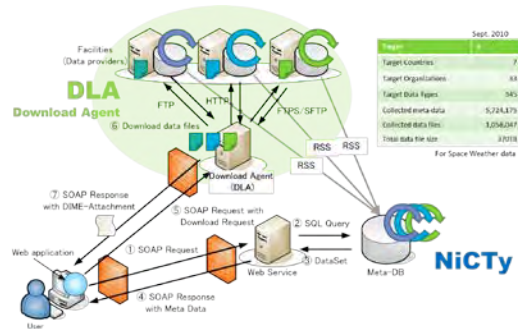 Facilities
(Data providers)
DLA
Download Agent
FTP
HTTP
FTPS/SFTP
⑥ Download data files
RSS
RSS
RSS
Download Agent
(DLA)
Sept. 2010
Target
Target Countries 7
Target Organizations 33
Target Data Types
Collected meta data
Collected data files
Total data file size
For Space Weather data
⑦ SOAP Response
with DIME-Attachment
⑤ SOAP Request with
Download Request
② SQL Query
③ DataSet
Web application
① SOAP Request
Web Service
Meta-DB
NiCTy
④ SOAP Response
with Meta Data
User